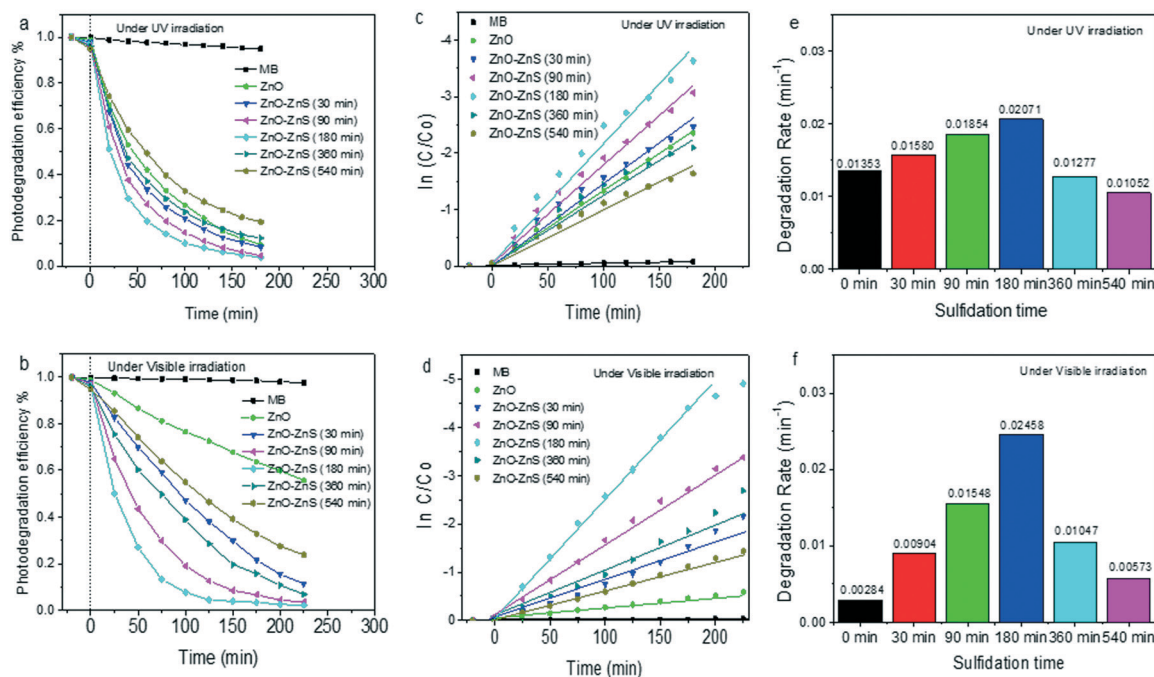 a
Under UV irradiation
MB
ZnO
ZnO-ZnS (30 min)
ZnO-ZnS (90 min)
ZnO-ZnS (180 min)
ZnO-ZnS (360 min)
ZnO-ZnS (540 min)
Photodegradation efficiency %
1.0
0.8
0.6
0.4
0.2
0.0
0 50 100 150 200 250 300
Time (min)
c
MB
Under UV irradiation
ZnO
ZnO-ZnS (30 min)
ZnO-ZnS (90 min)
ZnO-ZnS (180 min)
ZnO-ZnS (360 min)
ZnO-ZnS (540 min)
ln (C/Co)
-4
-3
-2
-1
0
0 50 100 150 200
Time (min)
e
Under UV irradiation
Degradation Rate (min⁻¹)
0.03
0.02
0.01
0.00
0.01353
0.01580
0.01854
0.02071
0.01277
0.01052
0 min 30 min 90 min 180 min 360 min 540 min
Sulfidation time
b
Under Visible irradiation
MB
ZnO
ZnO-ZnS (30 min)
ZnO-ZnS (90 min)
ZnO-ZnS (180 min)
ZnO-ZnS (360 min)
ZnO-ZnS (540 min)
Photodegradation efficiency %
1.0
0.8
0.6
0.4
0.2
0.0
0 50 100 150 200 250 300
Time (min)
d
MB
Under Visible irradiation
ZnO
ZnO-ZnS (30 min)
ZnO-ZnS (90 min)
ZnO-ZnS (180 min)
ZnO-ZnS (360 min)
ZnO-ZnS (540 min)
ln C/Co)
-5
-4
-3
-2
-1
0
0 50 100 150 200
Time (min)
f
Under Visible irradiation
Degradation Rate (min⁻¹)
0.03
0.02
0.01
0.00
0.00284
0.00904
0.01548
0.02458
0.01047
0.00573
0 min 30 min 90 min 180 min 360 min 540 min
Sulfidation time